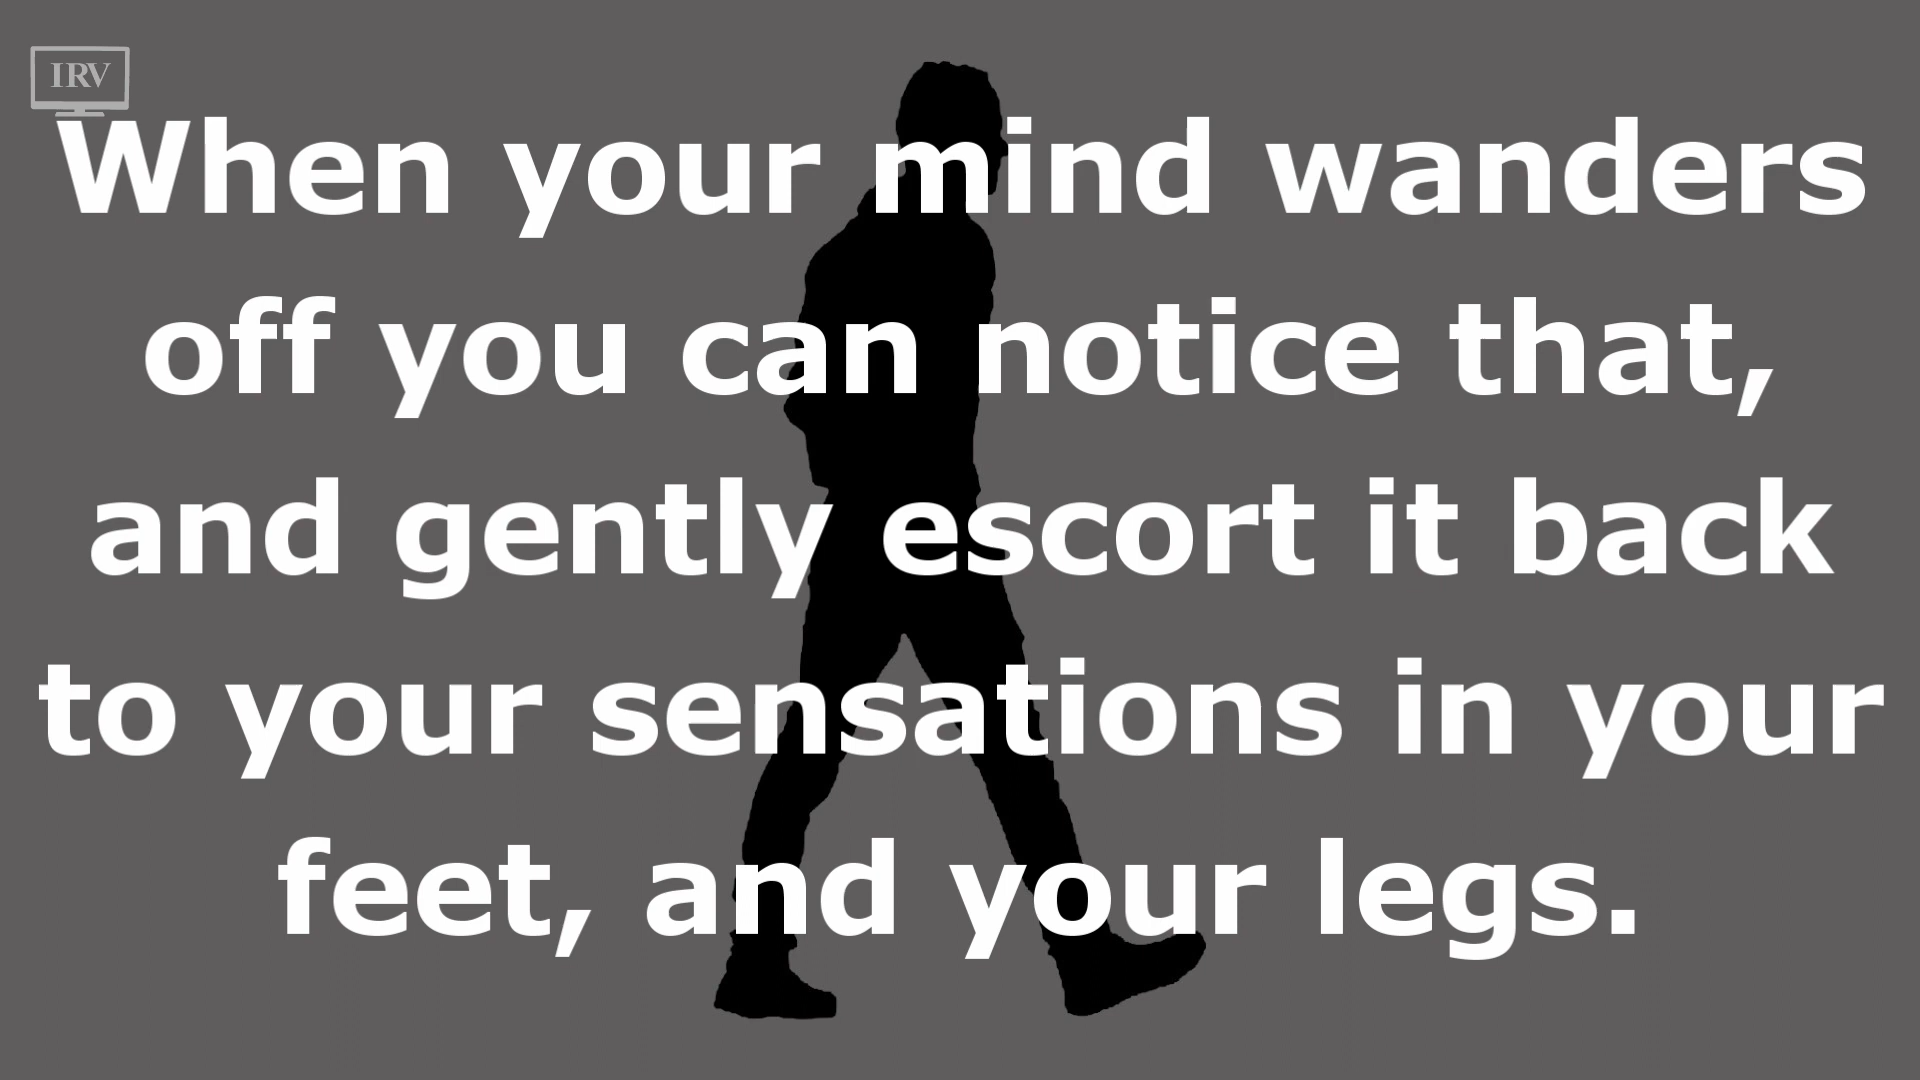 IRV
When your mind wanders
off you can notice that,
and gently escort it back
to your sensations in your
feet, and your legs.